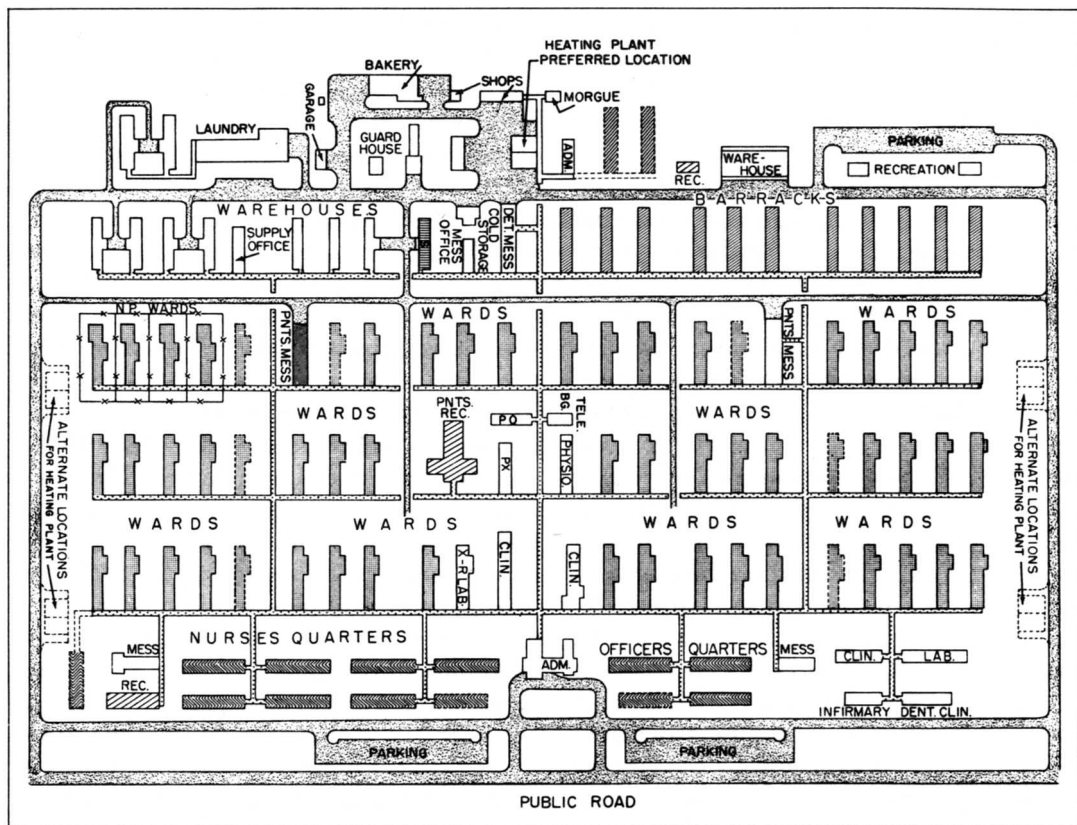 HEATING PLANT
PREFERRED LOCATION
BAKERY
SHOPS
MORGUE
GARAGE
LAUNDRY
GUARD
HOUSE
ADM.
REC.
WARE-
HOUSE
PARKING
RECREATION
WAREHOUSES
SUPPLY
OFFICE
MESS
OFFICE
COLD
STORAGE
DET. MESS
BARRACKS
N.P. WARDS
PNTS. MESS
WARDS
PNTS. MESS
WARDS
ALTERNATE LOCATIONS
FOR HEATING PLANT
WARDS
PNTS.
REC.
P O
TELE.
BG.
PX
PHYSIO.
WARDS
ALTERNATE LOCATIONS
FOR HEATING PLANT
WARDS
WARDS
WARDS
WARDS
X-R LAB.
CLIN.
CLIN.
NURSES QUARTERS
MESS
REC.
ADM.
OFFICERS QUARTERS
MESS
CLIN.
LAB.
INFIRMARY
DENT. CLIN.
PARKING
PARKING
PUBLIC ROAD